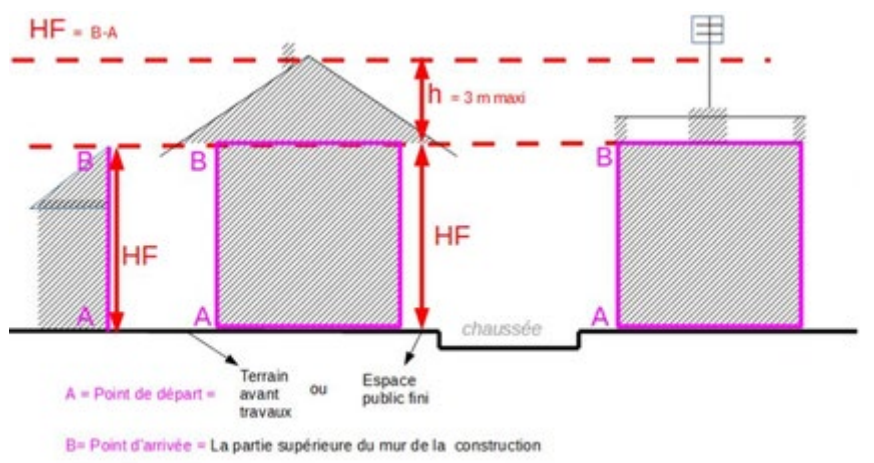 HF = B-A
h = 3 m maxi
B
B
B
HF
HF
A
A
A
chaussée
A = Point de départ =
Terrain
avant
travaux
ou
Espace
public fini
B= Point d'arrivée = La partie supérieure du mur de la construction